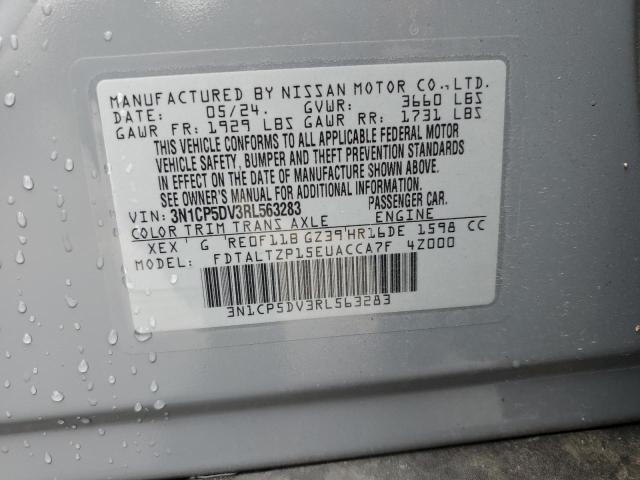 MANUFACTURED BY NISSAN MOTOR CO., LTD.
DATE: 05/24. GVWR: 3660 LBS
GAWR FR: 1929 LBS GAWR RR: 1731 LBS
THIS VEHICLE CONFORMS TO ALL APPLICABLE FEDERAL MOTOR
VEHICLE SAFETY, BUMPER AND THEFT PREVENTION STANDARDS
IN EFFECT ON THE DATE OF MANUFACTURE SHOWN ABOVE.
SEE OWNER'S MANUAL FOR ADDITIONAL INFORMATION.
VIN: 3N1CP5DV3RL563283 PASSENGER CAR.
COLOR TRIM TRANS AXLE ENGINE
XEX G RE0F11B GZ39 HR16DE 1598 CC
MODEL: FDTALTZP15EUACCA7F 4Z000
3N1CP5DV3RL563283